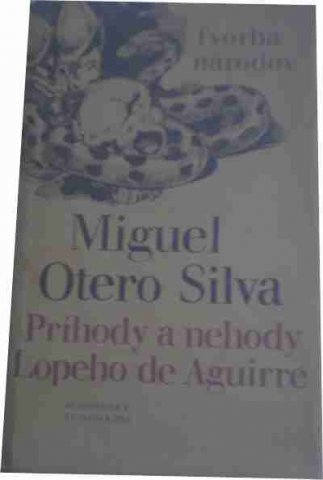 Tvorba
národov
Miguel
Otero Silva
Príhody a nehody
Lopeho de Aguirre